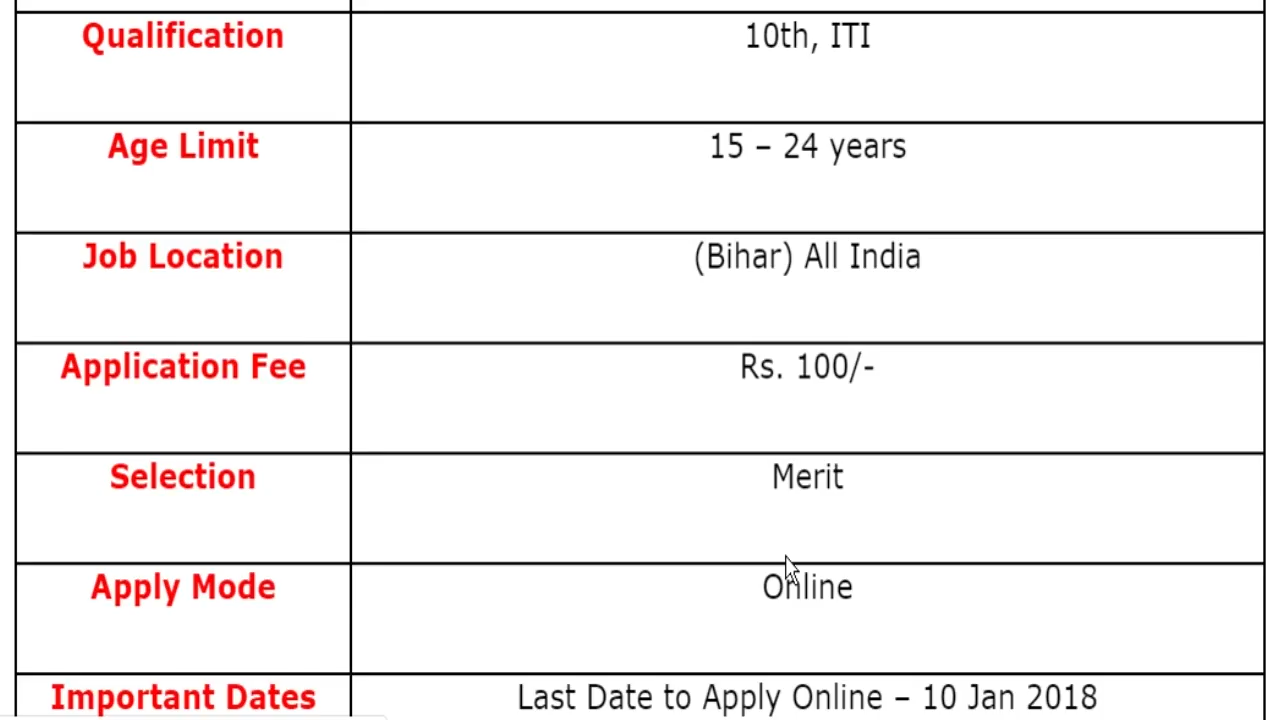 Qualification 10th, ITI
Age Limit 15 – 24 years
Job Location (Bihar) All India
Application Fee Rs. 100/-
Selection Merit
Apply Mode Online
Important Dates Last Date to Apply Online – 10 Jan 2018